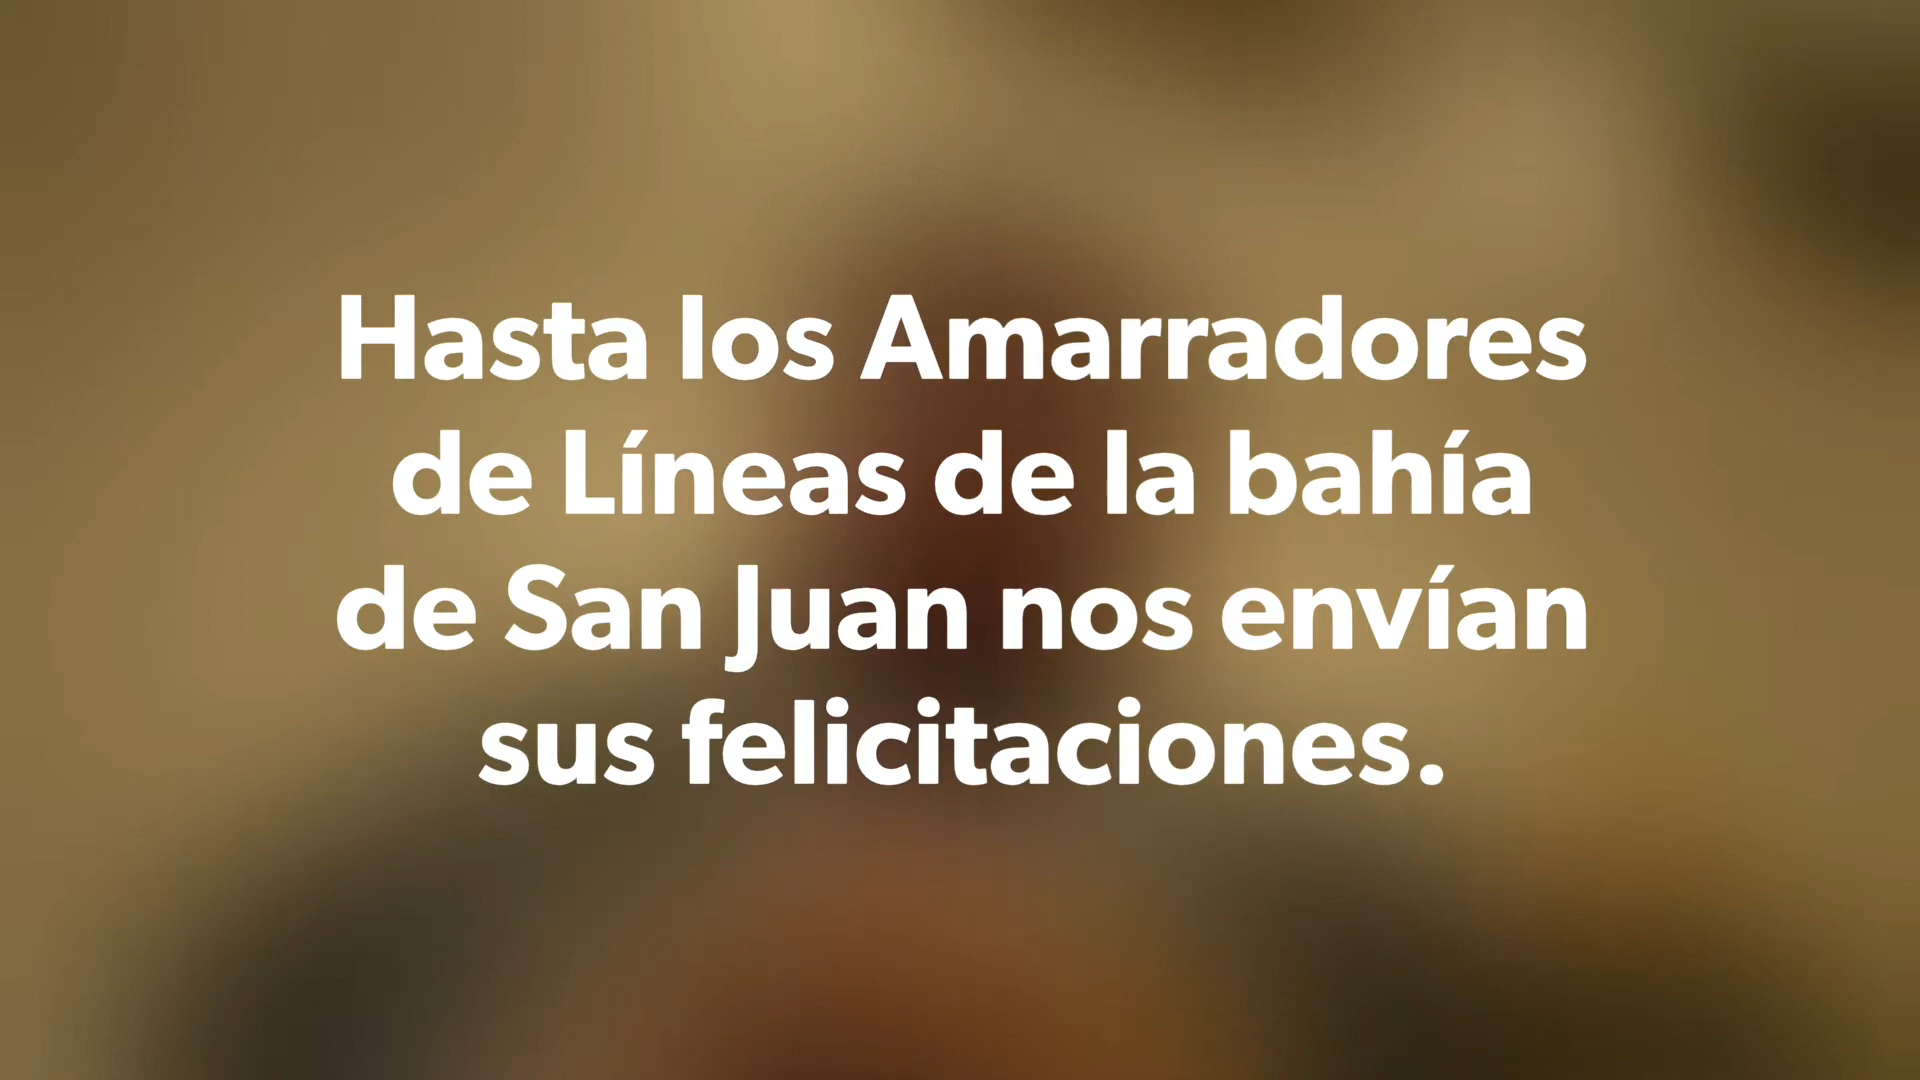 Hasta los Amarradores
de Líneas de la bahía
de San Juan nos envían
sus felicitaciones.